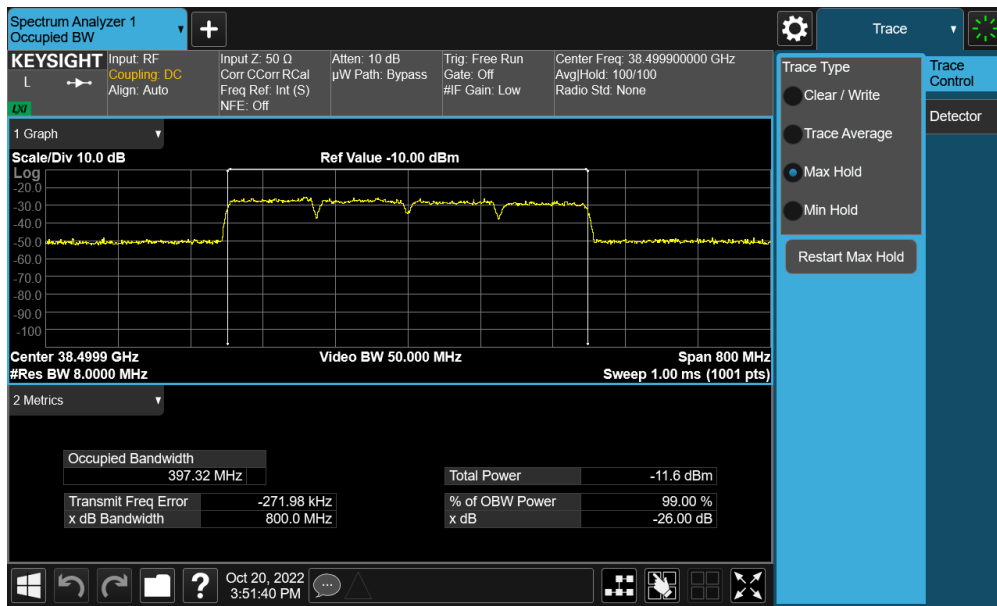 Spectrum Analyzer 1
Occupied BW
+
Trace
KEYSIGHT
L
LXI
Input: RF
Coupling: DC
Align: Auto
Input Z: 50 Ω
Corr CCorr RCal
Freq Ref: Int (S)
NFE: Off
Atten: 10 dB
µW Path: Bypass
Trig: Free Run
Gate: Off
#IF Gain: Low
Center Freq: 38.499900000 GHz
Avg|Hold: 100/100
Radio Std: None
Trace Type
Clear / Write
Trace Average
Max Hold
Min Hold
Restart Max Hold
Trace
Control
Detector
1 Graph
Scale/Div 10.0 dB
Ref Value -10.00 dBm
Log
-20.0
-30.0
-40.0
-50.0
-60.0
-70.0
-80.0
-90.0
-100
Center 38.4999 GHz
Video BW 50.000 MHz
Span 800 MHz
#Res BW 8.0000 MHz
Sweep 1.00 ms (1001 pts)
2 Metrics
Occupied Bandwidth
397.32 MHz
Total Power -11.6 dBm
Transmit Freq Error -271.98 kHz
% of OBW Power 99.00 %
x dB Bandwidth 800.0 MHz
x dB -26.00 dB
?
Oct 20, 2022
3:51:40 PM